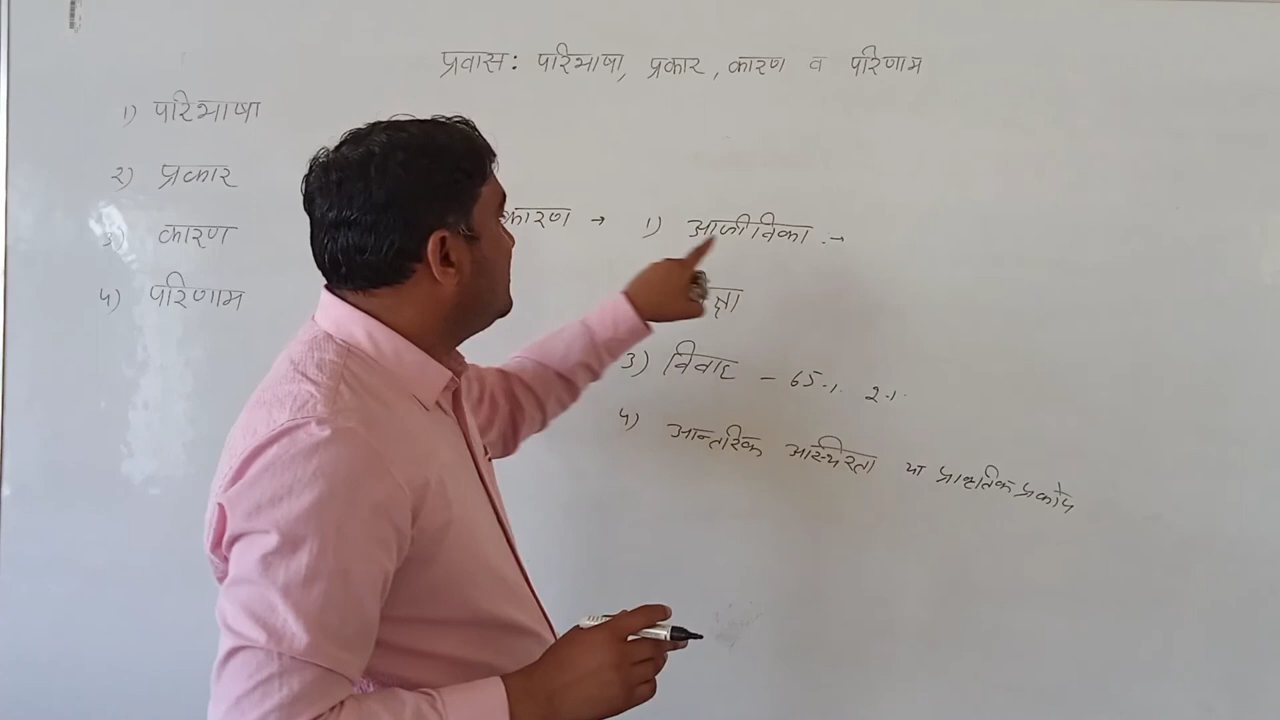 प्रवास: परिभाषा, प्रकार, कारण व परिणाम
1) परिभाषा
२) प्रकार
3) कारण
4) परिणाम
कारण → 1) आजीविका :→
3) विवाह - 65% 2%
4) आन्तरिक अस्थिरता या प्राकृतिक प्रकोप